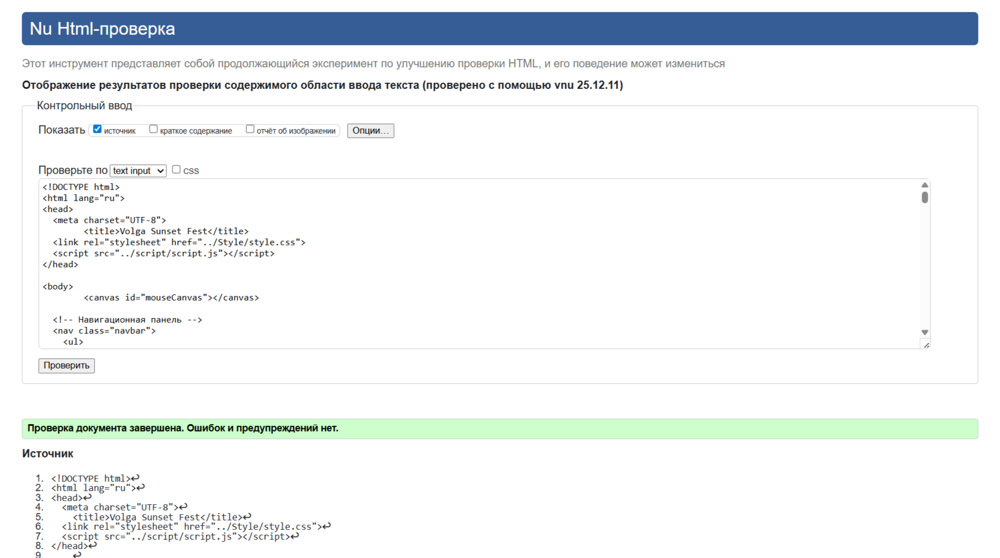 Nu Html-проверка
Этот инструмент представляет собой продолжающийся эксперимент по улучшению проверки HTML, и его поведение может измениться
Отображение результатов проверки содержимого области ввода текста (проверено с помощью vnu 25.12.11)
Контрольный ввод
Показать источник краткое содержание отчёт об изображении Опции...
Проверьте по text input CSS
<!DOCTYPE html>
<html lang="ru">
<head>
  <meta charset="UTF-8">
        <title>Volga Sunset Fest</title>
  <link rel="stylesheet" href="../Style/style.css">
  <script src="../script/script.js"></script>
</head>

<body>
        <canvas id="mouseCanvas"></canvas>

  <!-- Навигационная панель -->
  <nav class="navbar">
    <ul>
Проверить
Проверка документа завершена. Ошибок и предупреждений нет.
Источник
1. <!DOCTYPE html>↩
2. <html lang="ru">↩
3. <head>↩
4.   <meta charset="UTF-8">↩
5.     <title>Volga Sunset Fest</title>↩
6.   <link rel="stylesheet" href="../Style/style.css">↩
7.   <script src="../script/script.js"></script>↩
8. </head>↩
9.     ↩